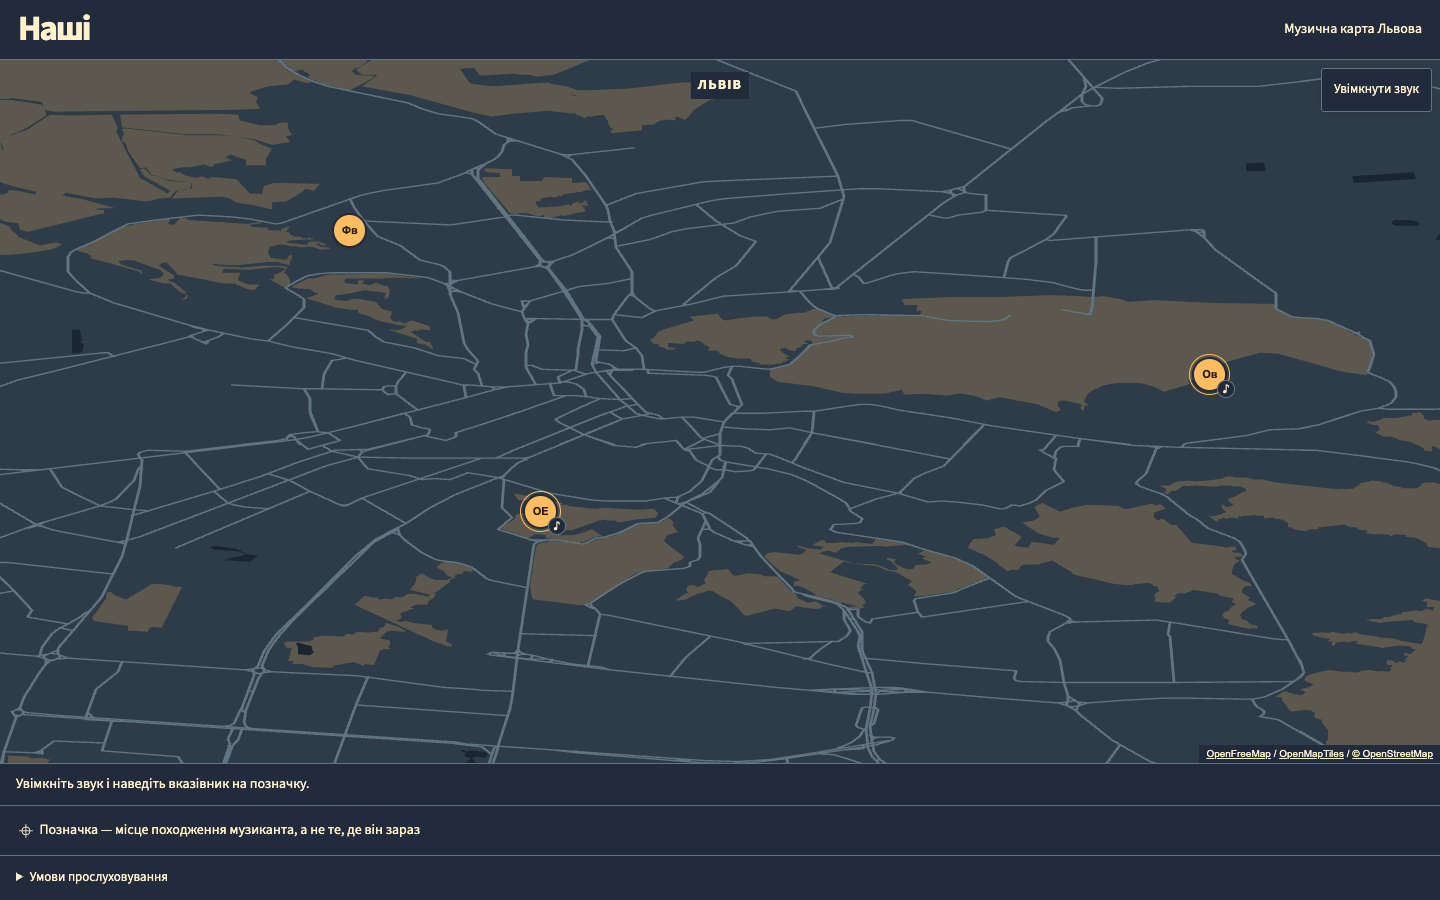 Наші
Музична карта Львова
ЛЬВІВ
Увімкнути звук
Фв
Ов
ОЕ
OpenFreeMap / OpenMapTiles / © OpenStreetMap
Увімкніть звук і наведіть вказівник на позначку.
Позначка — місце походження музиканта, а не те, де він зараз
Умови прослуховування